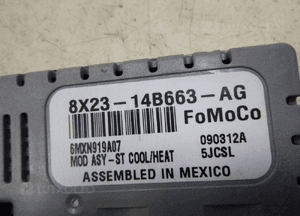 8X23-14B663-AG
FoMoCo
6MXN919A07
090312A
MOD ASY-ST COOL/HEAT
5JCSL
ASSEMBLED IN MEXICO